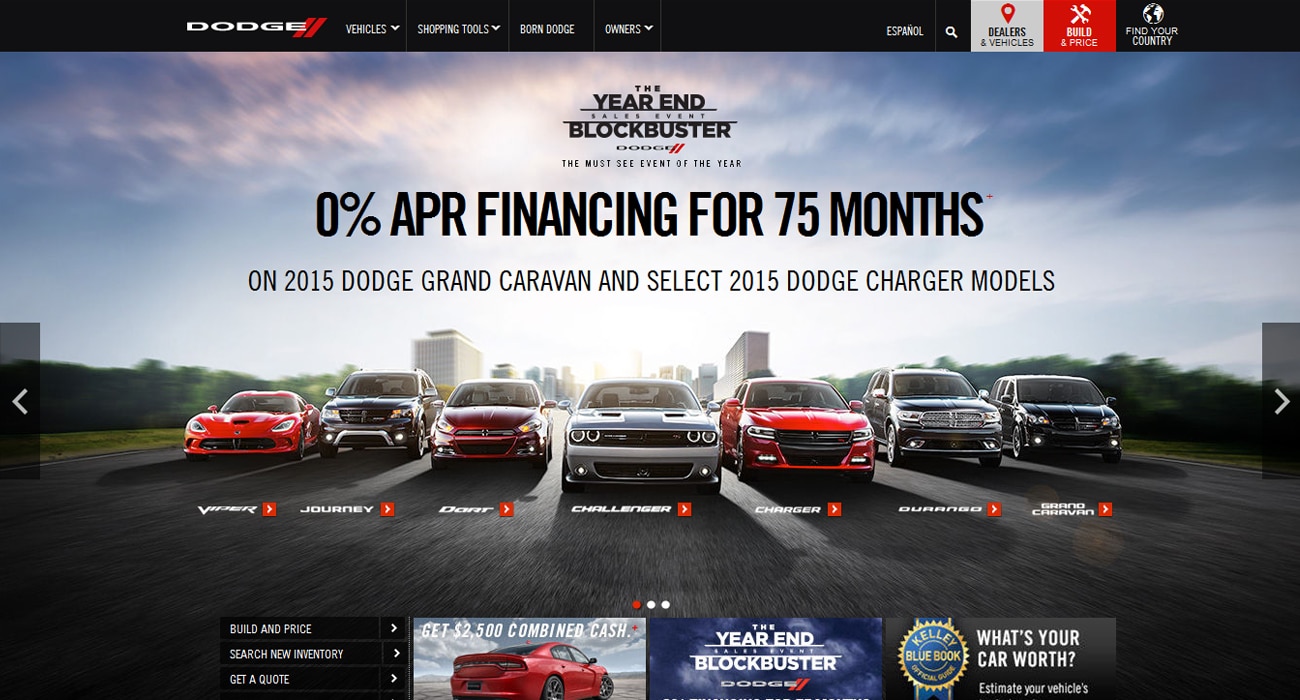 DODGE
VEHICLES
SHOPPING TOOLS
BORN DODGE
OWNERS
ESPAÑOL
DEALERS
& VEHICLES
BUILD
& PRICE
FIND YOUR
COUNTRY
THE
YEAR END
SALES EVENT
BLOCKBUSTER
DODGE
THE MUST SEE EVENT OF THE YEAR
0% APR FINANCING FOR 75 MONTHS+
ON 2015 DODGE GRAND CARAVAN AND SELECT 2015 DODGE CHARGER MODELS
VIPER
JOURNEY
DART
CHALLENGER
CHARGER
DURANGO
GRAND
CARAVAN
BUILD AND PRICE
SEARCH NEW INVENTORY
GET A QUOTE
GET $2,500 COMBINED CASH.+
THE
YEAR END
SALES EVENT
BLOCKBUSTER
DODGE
KELLEY
BLUE BOOK
OFFICIAL GUIDE
WHAT'S YOUR
CAR WORTH?
Estimate your vehicle's